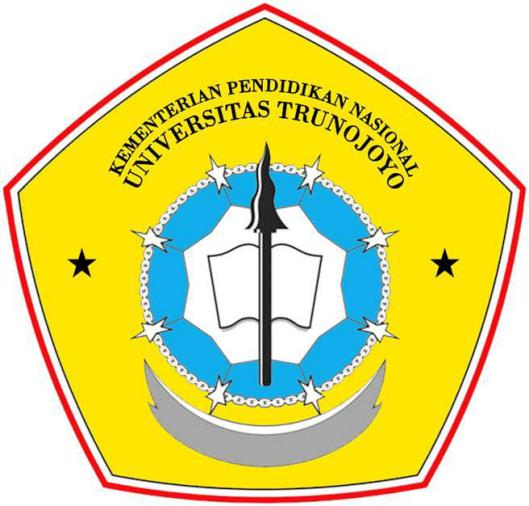 KEMENTERIAN PENDIDIKAN NASIONAL
UNIVERSITAS TRUNOJOYO